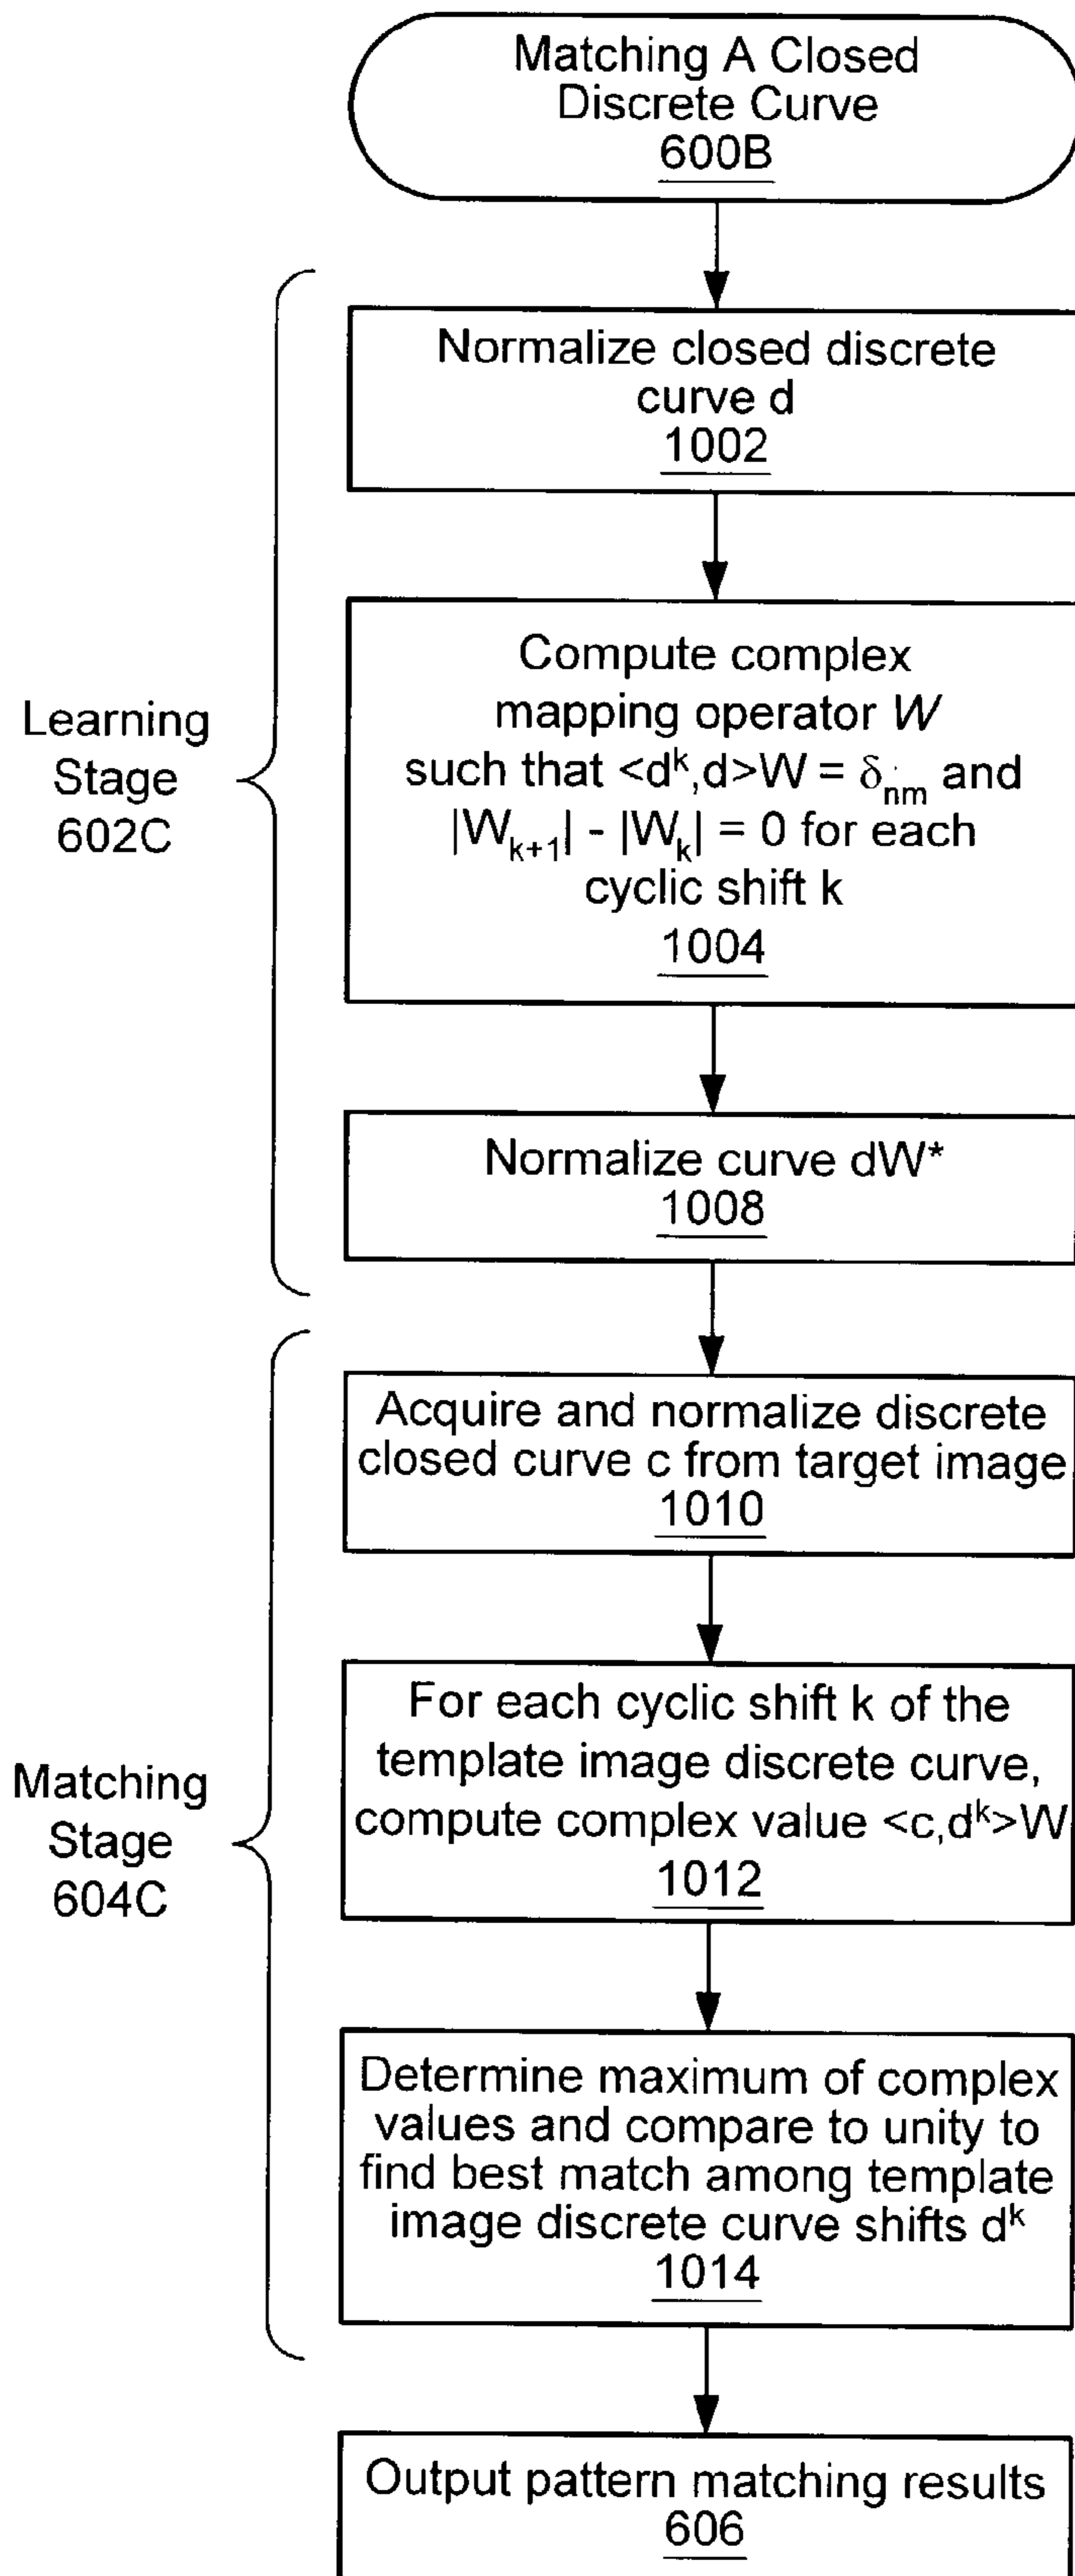 Matching A Closed
Discrete Curve
600B
Normalize closed discrete
curve d
1002
Compute complex
mapping operator W
such that <d^k,d>W = δ_nm and
|W_k+1| - |W_k| = 0 for each
cyclic shift k
1004
Normalize curve dW*
1008
Learning
Stage
602C
Acquire and normalize discrete
closed curve c from target image
1010
For each cyclic shift k of the
template image discrete curve,
compute complex value <c,d^k>W
1012
Determine maximum of complex
values and compare to unity to
find best match among template
image discrete curve shifts d^k
1014
Matching
Stage
604C
Output pattern matching results
606